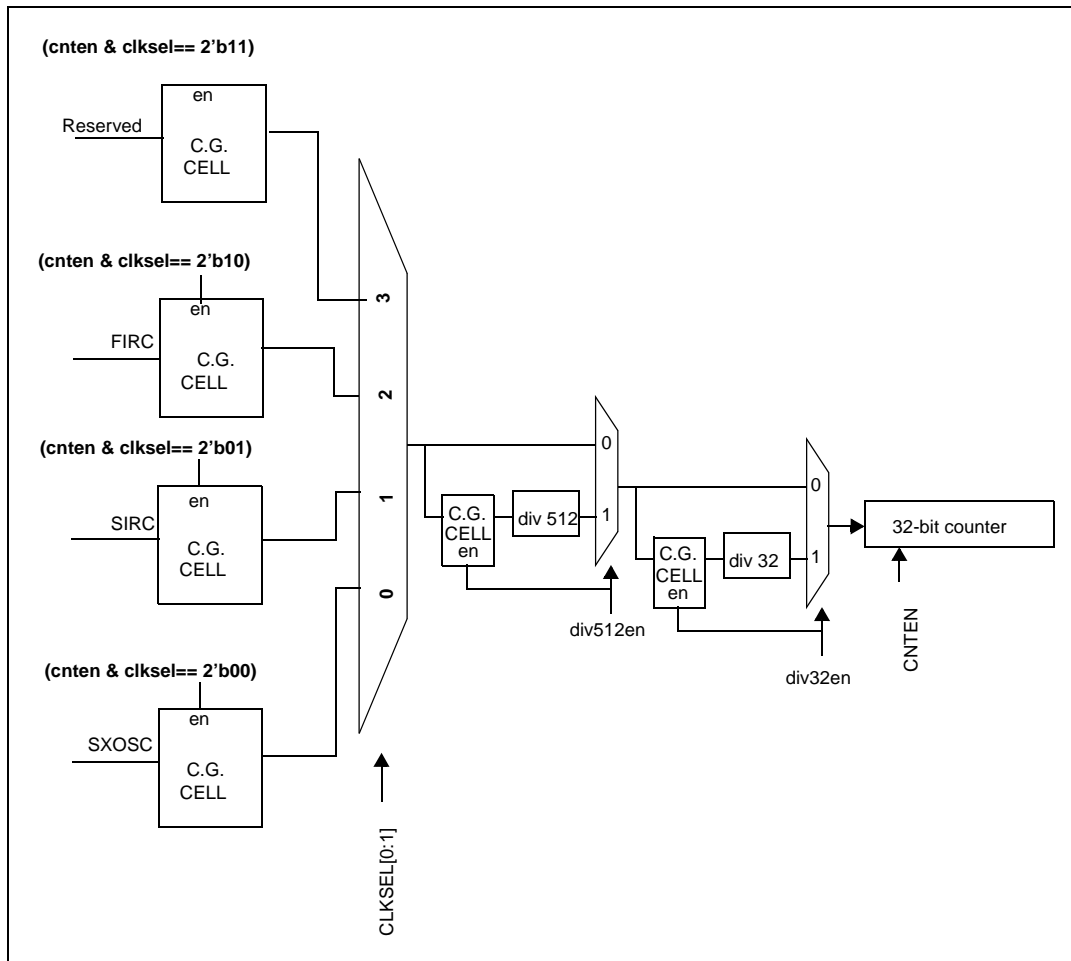 (cnten & clksel== 2'b11)
en
Reserved
C.G.
CELL
(cnten & clksel== 2'b10)
en
FIRC
C.G.
CELL
(cnten & clksel== 2'b01)
en
SIRC
C.G.
CELL
(cnten & clksel== 2'b00)
en
SXOSC
C.G.
CELL
3
2
1
0
CLKSEL[0:1]
C.G.
CELL
en
div 512
0
1
div512en
C.G.
CELL
en
div 32
0
1
div32en
32-bit counter
CNTEN